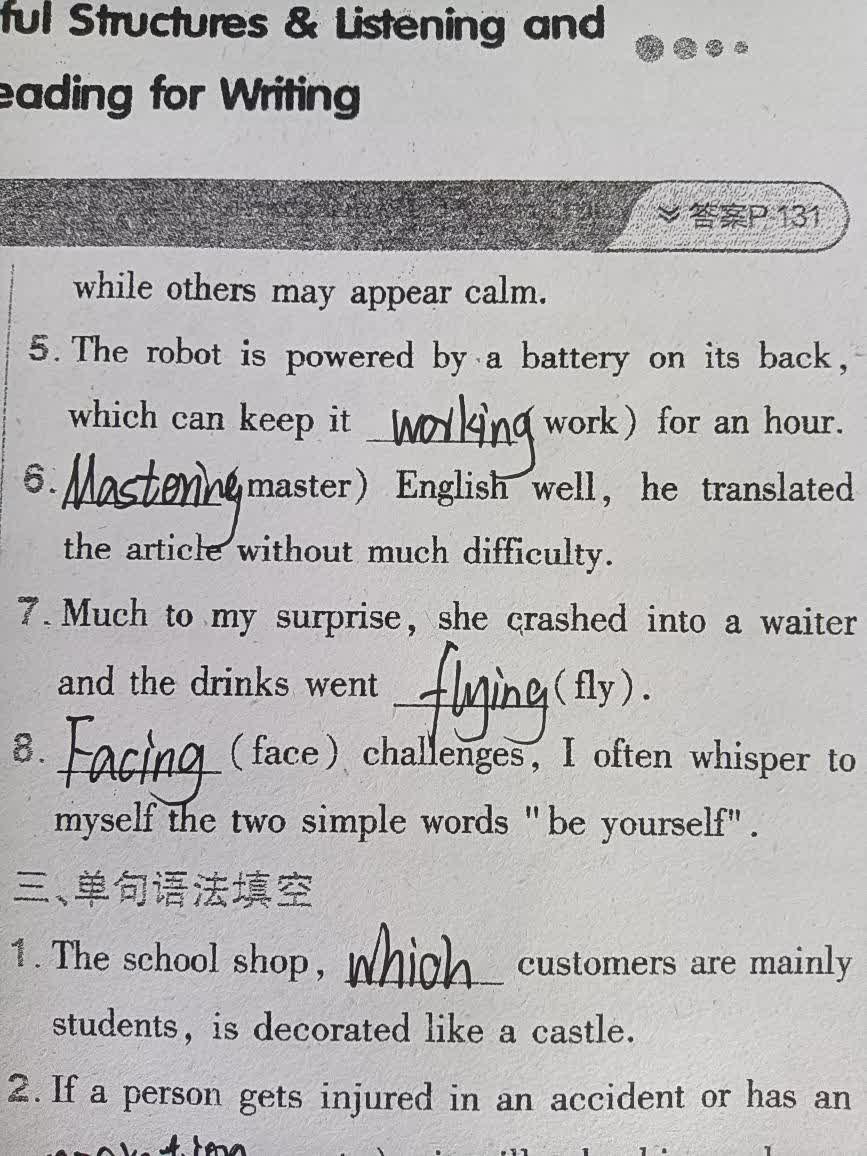 ful Structures & Listening and
eading for Writing
答案P.131
while others may appear calm.
5. The robot is powered by a battery on its back,
which can keep it working work) for an hour.
6. Mastering master) English well, he translated
the article without much difficulty.
7. Much to my surprise, she crashed into a waiter
and the drinks went flying (fly).
8. Facing (face) challenges, I often whisper to
myself the two simple words "be yourself".
三、单句语法填空
1. The school shop, which customers are mainly
students, is decorated like a castle.
2. If a person gets injured in an accident or has an